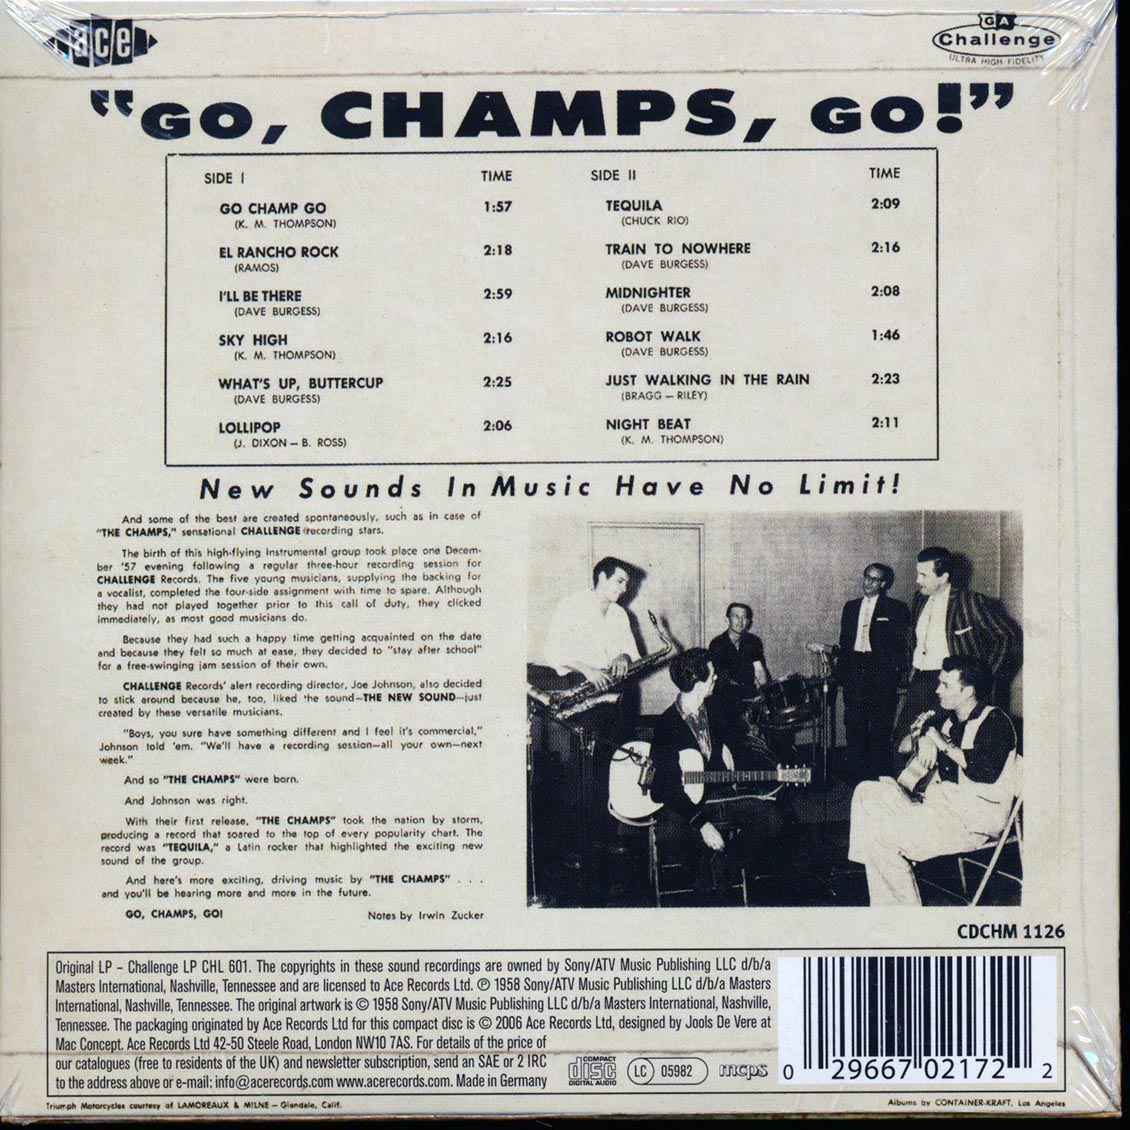 ace
GA
Challenge
ULTRA HIGH FIDELITY
"GO, CHAMPS, GO!"
SIDE I TIME
GO CHAMP GO 1:57
(K. M. THOMPSON)
EL RANCHO ROCK 2:18
(RAMOS)
I'LL BE THERE 2:59
(DAVE BURGESS)
SKY HIGH 2:16
(K. M. THOMPSON)
WHAT'S UP, BUTTERCUP 2:25
(DAVE BURGESS)
LOLLIPOP 2:06
(J. DIXON – B. ROSS)
SIDE II TIME
TEQUILA 2:09
(CHUCK RIO)
TRAIN TO NOWHERE 2:16
(DAVE BURGESS)
MIDNIGHTER 2:08
(DAVE BURGESS)
ROBOT WALK 1:46
(DAVE BURGESS)
JUST WALKING IN THE RAIN 2:23
(BRAGG – RILEY)
NIGHT BEAT 2:11
(K. M. THOMPSON)
New Sounds In Music Have No Limit!
And some of the best are created spontaneously, such as in case of
"THE CHAMPS," sensational CHALLENGE recording stars.
The birth of this high-flying instrumental group took place one Decem-
ber '57 evening following a regular three-hour recording session for
CHALLENGE Records. The five young musicians, supplying the backing for
a vocalist, completed the four-side assignment with time to spare. Although
they had not played together prior to this call of duty, they clicked
immediately, as most good musicians do.
Because they had such a happy time getting acquainted on the date
and because they felt so much at ease, they decided to "stay after school"
for a free-swinging jam session of their own.
CHALLENGE Records' alert recording director, Joe Johnson, also decided
to stick around because he, too, liked 'he sound—THE NEW SOUND—just
created by these versatile musicians.
"Boys, you sure have something different and I feel it's commercial,"
Johnson told 'em. "We'll have a recording session—all your own—next
week."
And so "THE CHAMPS" were born.
And Johnson was right.
With their first release, "THE CHAMPS" took the nation by storm,
producing a record that soared to the top of every popularity chart. The
record was "TEQUILA," a Latin rocker that highlighted the exciting new
sound of the group.
And here's more exciting, driving music by "THE CHAMPS" . . .
and you'll be hearing more and more in the future.
GO, CHAMPS, GO! Notes by Irwin Zucker
CDCHM 1126
Original LP – Challenge LP CHL 601. The copyrights in these sound recordings are owned by Sony/ATV Music Publishing LLC d/b/a
Masters International, Nashville, Tennessee and are licensed to Ace Records Ltd. ℗ 1958 Sony/ATV Music Publishing LLC d/b/a Masters
International, Nashville, Tennessee. The original artwork is © 1958 Sony/ATV Music Publishing LLC d/b/a Masters International, Nashville,
Tennessee. The packaging originated by Ace Records Ltd for this compact disc is © 2006 Ace Records Ltd, designed by Jools De Vere at
Mac Concept. Ace Records Ltd 42-50 Steele Road, London NW10 7AS. For details of the price of
our catalogues (free to residents of the UK) and newsletter subscription, send an SAE or 2 IRC
to the address above or e-mail: info@acerecords.com www.acerecords.com. Made in Germany
COMPACT
disc
DIGITAL AUDIO
LC 05982
mcps
0 29667 02172 2
Triumph Motorcycles courtesy of LAMOREAUX & MILNE – Glendale, Calif.
Albums by CONTAINER-KRAFT, Los Angeles